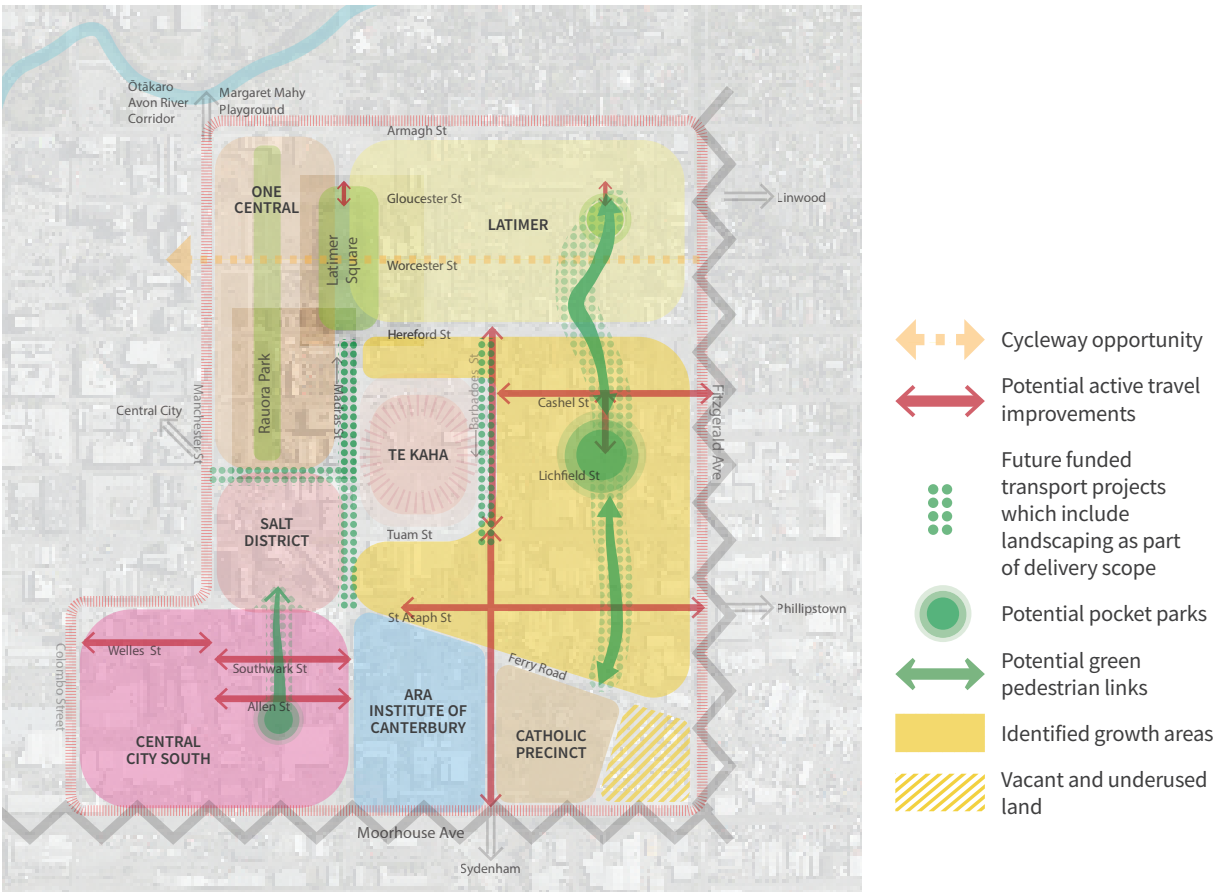 Ōtākaro
Avon River
Corridor
Margaret Mahy
Playground
Armagh St
ONE
CENTRAL
Gloucester St
LATIMER
Linwood
Latimer
Square
Worcester St
Hereford St
Rauora Park
Madras St
Barbadoes St
Manchester St
Central City
Cashel St
Fitzgerald Ave
TE KAHA
Lichfield St
SALT
DISTRICT
Tuam St
St Asaph St
Phillipstown
Welles St
Southwark St
Allen St
Colombo Street
Ferry Road
ARA
INSTITUTE OF
CANTERBURY
CENTRAL
CITY SOUTH
CATHOLIC
PRECINCT
Moorhouse Ave
Sydenham
Cycleway opportunity
Potential active travel
improvements
Future funded
transport projects
which include
landscaping as part
of delivery scope
Potential pocket parks
Potential green
pedestrian links
Identified growth areas
Vacant and underused
land